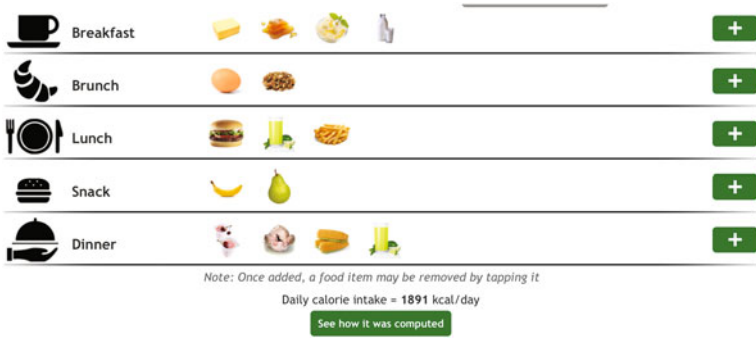 Breakfast
+
Brunch
+
Lunch
+
Snack
+
Dinner
+
Note: Once added, a food item may be removed by tapping it
Daily calorie intake = 1891 kcal/day
See how it was computed